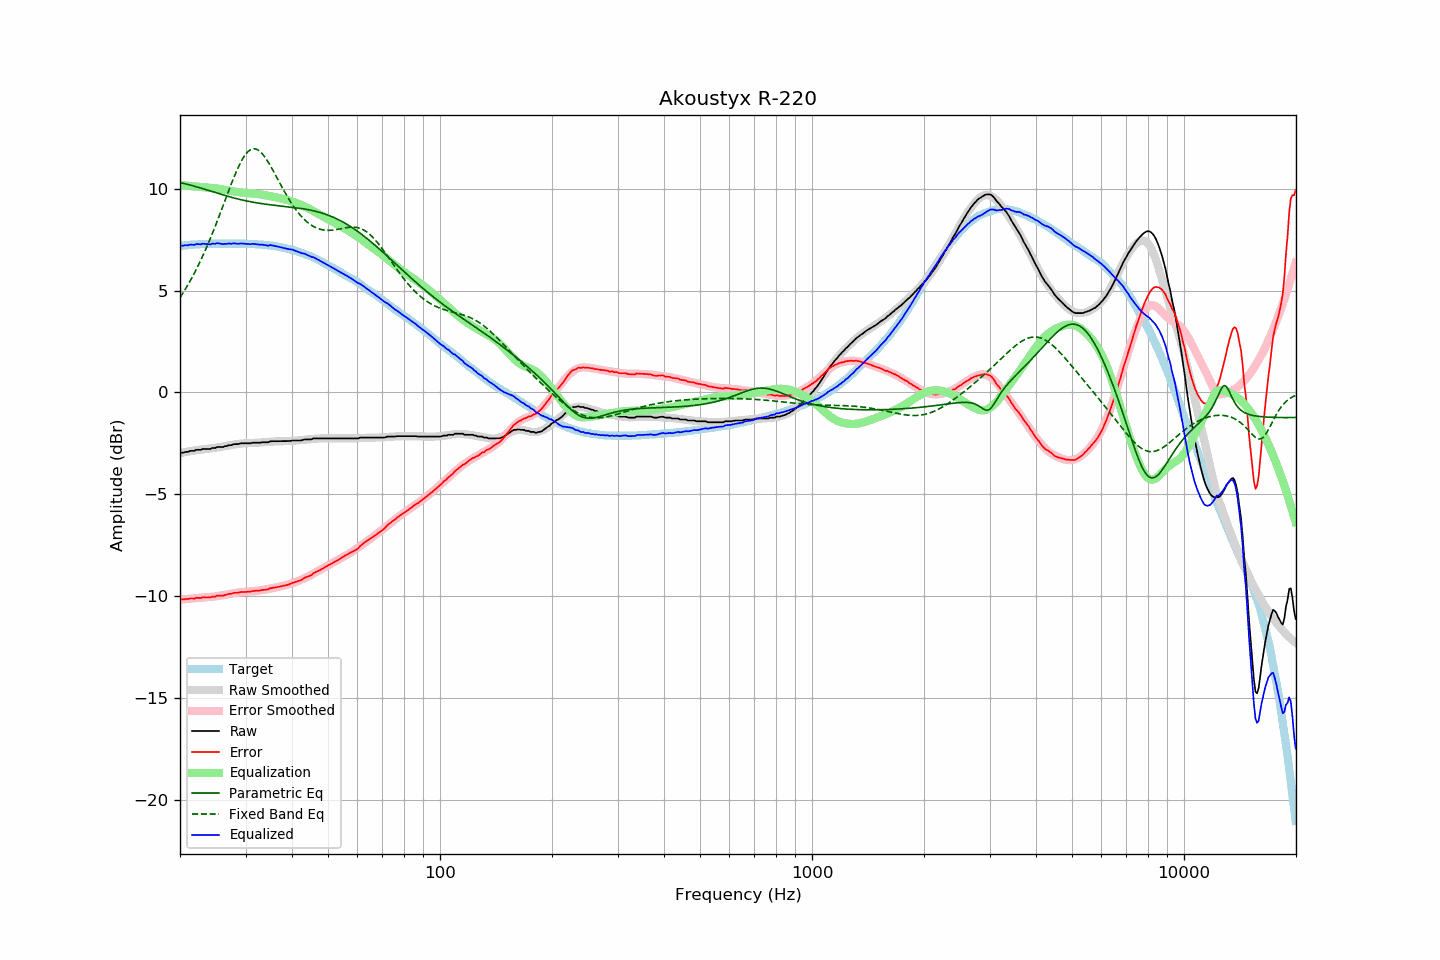 Akoustyx R-220
Amplitude (dBr)
10
5
0
−5
−10
−15
−20
Target
Raw Smoothed
Error Smoothed
Raw
Error
Equalization
Parametric Eq
Fixed Band Eq
Equalized
100
1000
10000
Frequency (Hz)